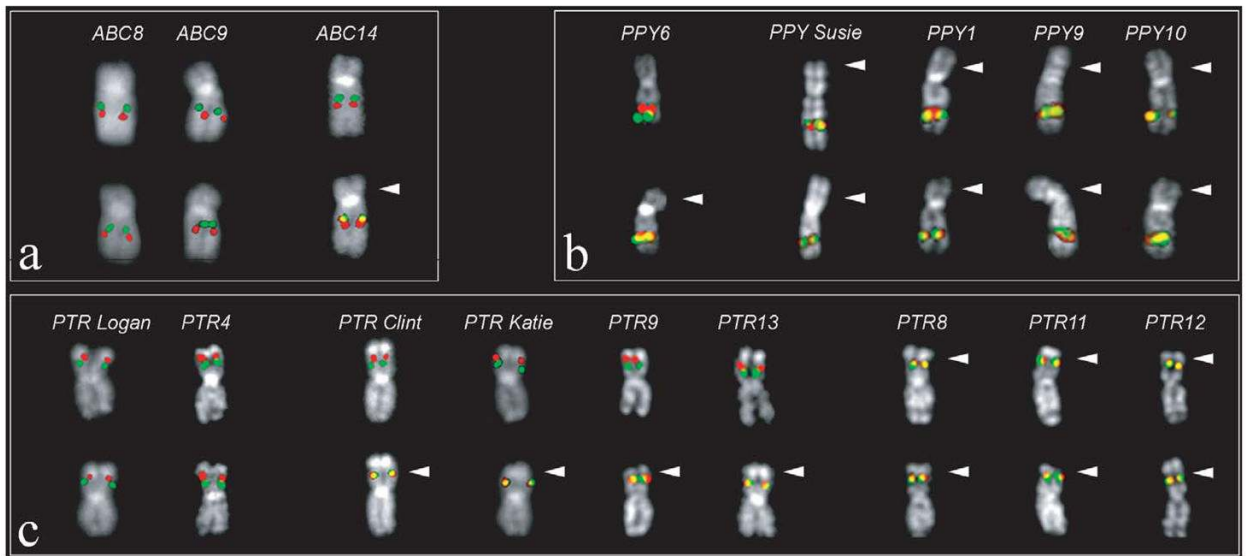 ABC8 ABC9 ABC14
a
PPY6 PPY Susie PPY1 PPY9 PPY10
b
PTR Logan PTR4 PTR Clint PTR Katie PTR9 PTR13 PTR8 PTR11 PTR12
c